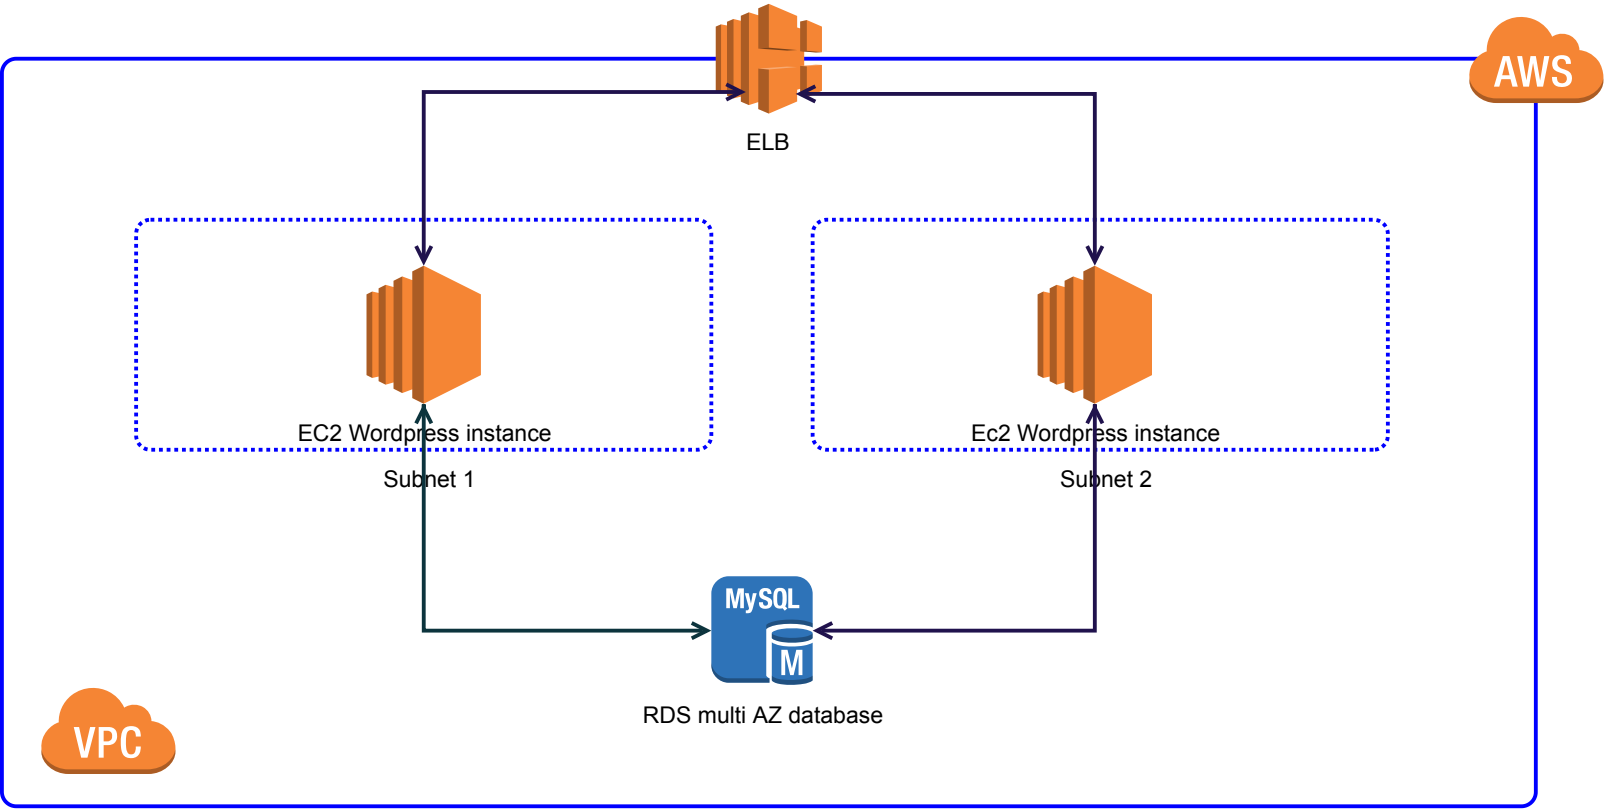 AWS
ELB
EC2 Wordpress instance
Ec2 Wordpress instance
Subnet 1
Subnet 2
MySQL
M
RDS multi AZ database
VPC